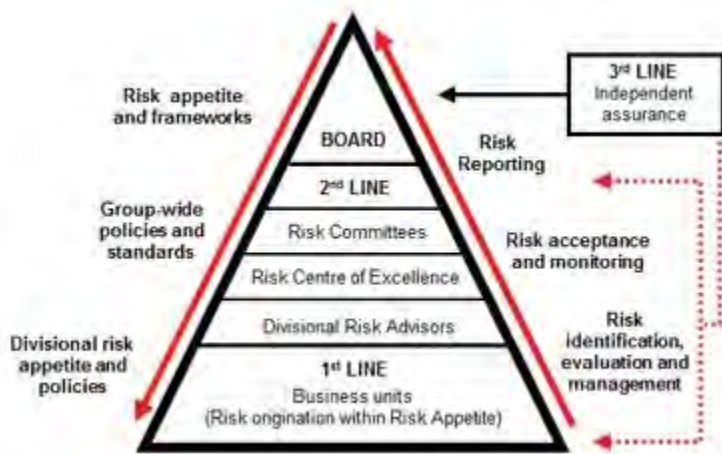 Risk appetite
and frameworks
Group-wide
policies and
standards
Divisional risk
appetite and
policies
BOARD
2nd LINE
Risk Committees
Risk Centre of Excellence
Divisional Risk Advisors
1st LINE
Business units
(Risk origination within Risk Appetite)
3rd LINE
Independent
assurance
Risk
Reporting
Risk acceptance
and monitoring
Risk
identification,
evaluation and
management